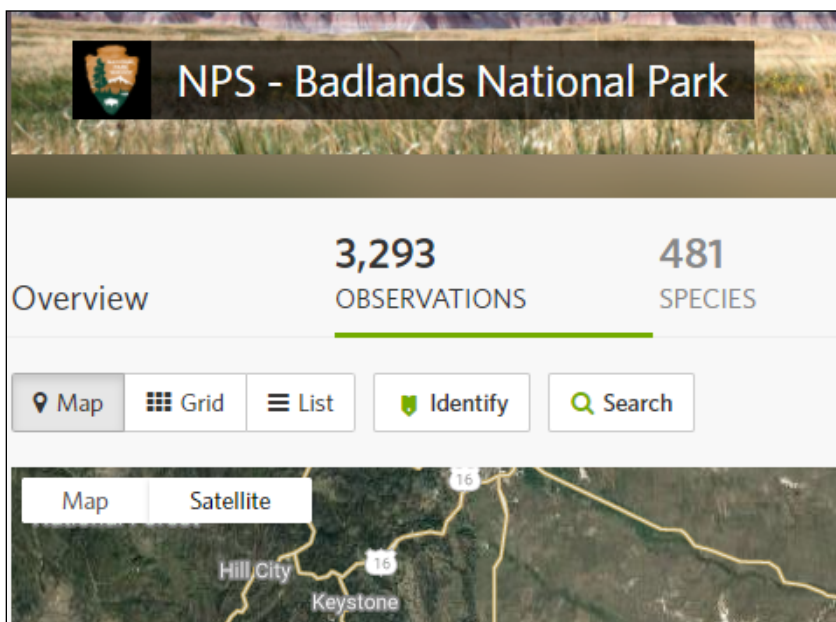 NPS - Badlands National Park
3,293 481
Overview OBSERVATIONS SPECIES
Map Grid List Identify Search
Map Satellite
16
Hill City
16
Keystone